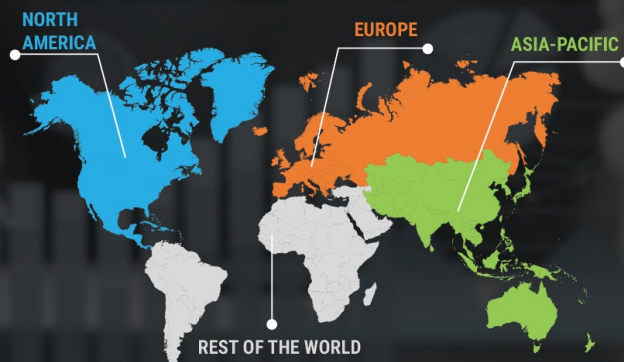 NORTH
AMERICA
EUROPE
ASIA-PACIFIC
REST OF THE WORLD